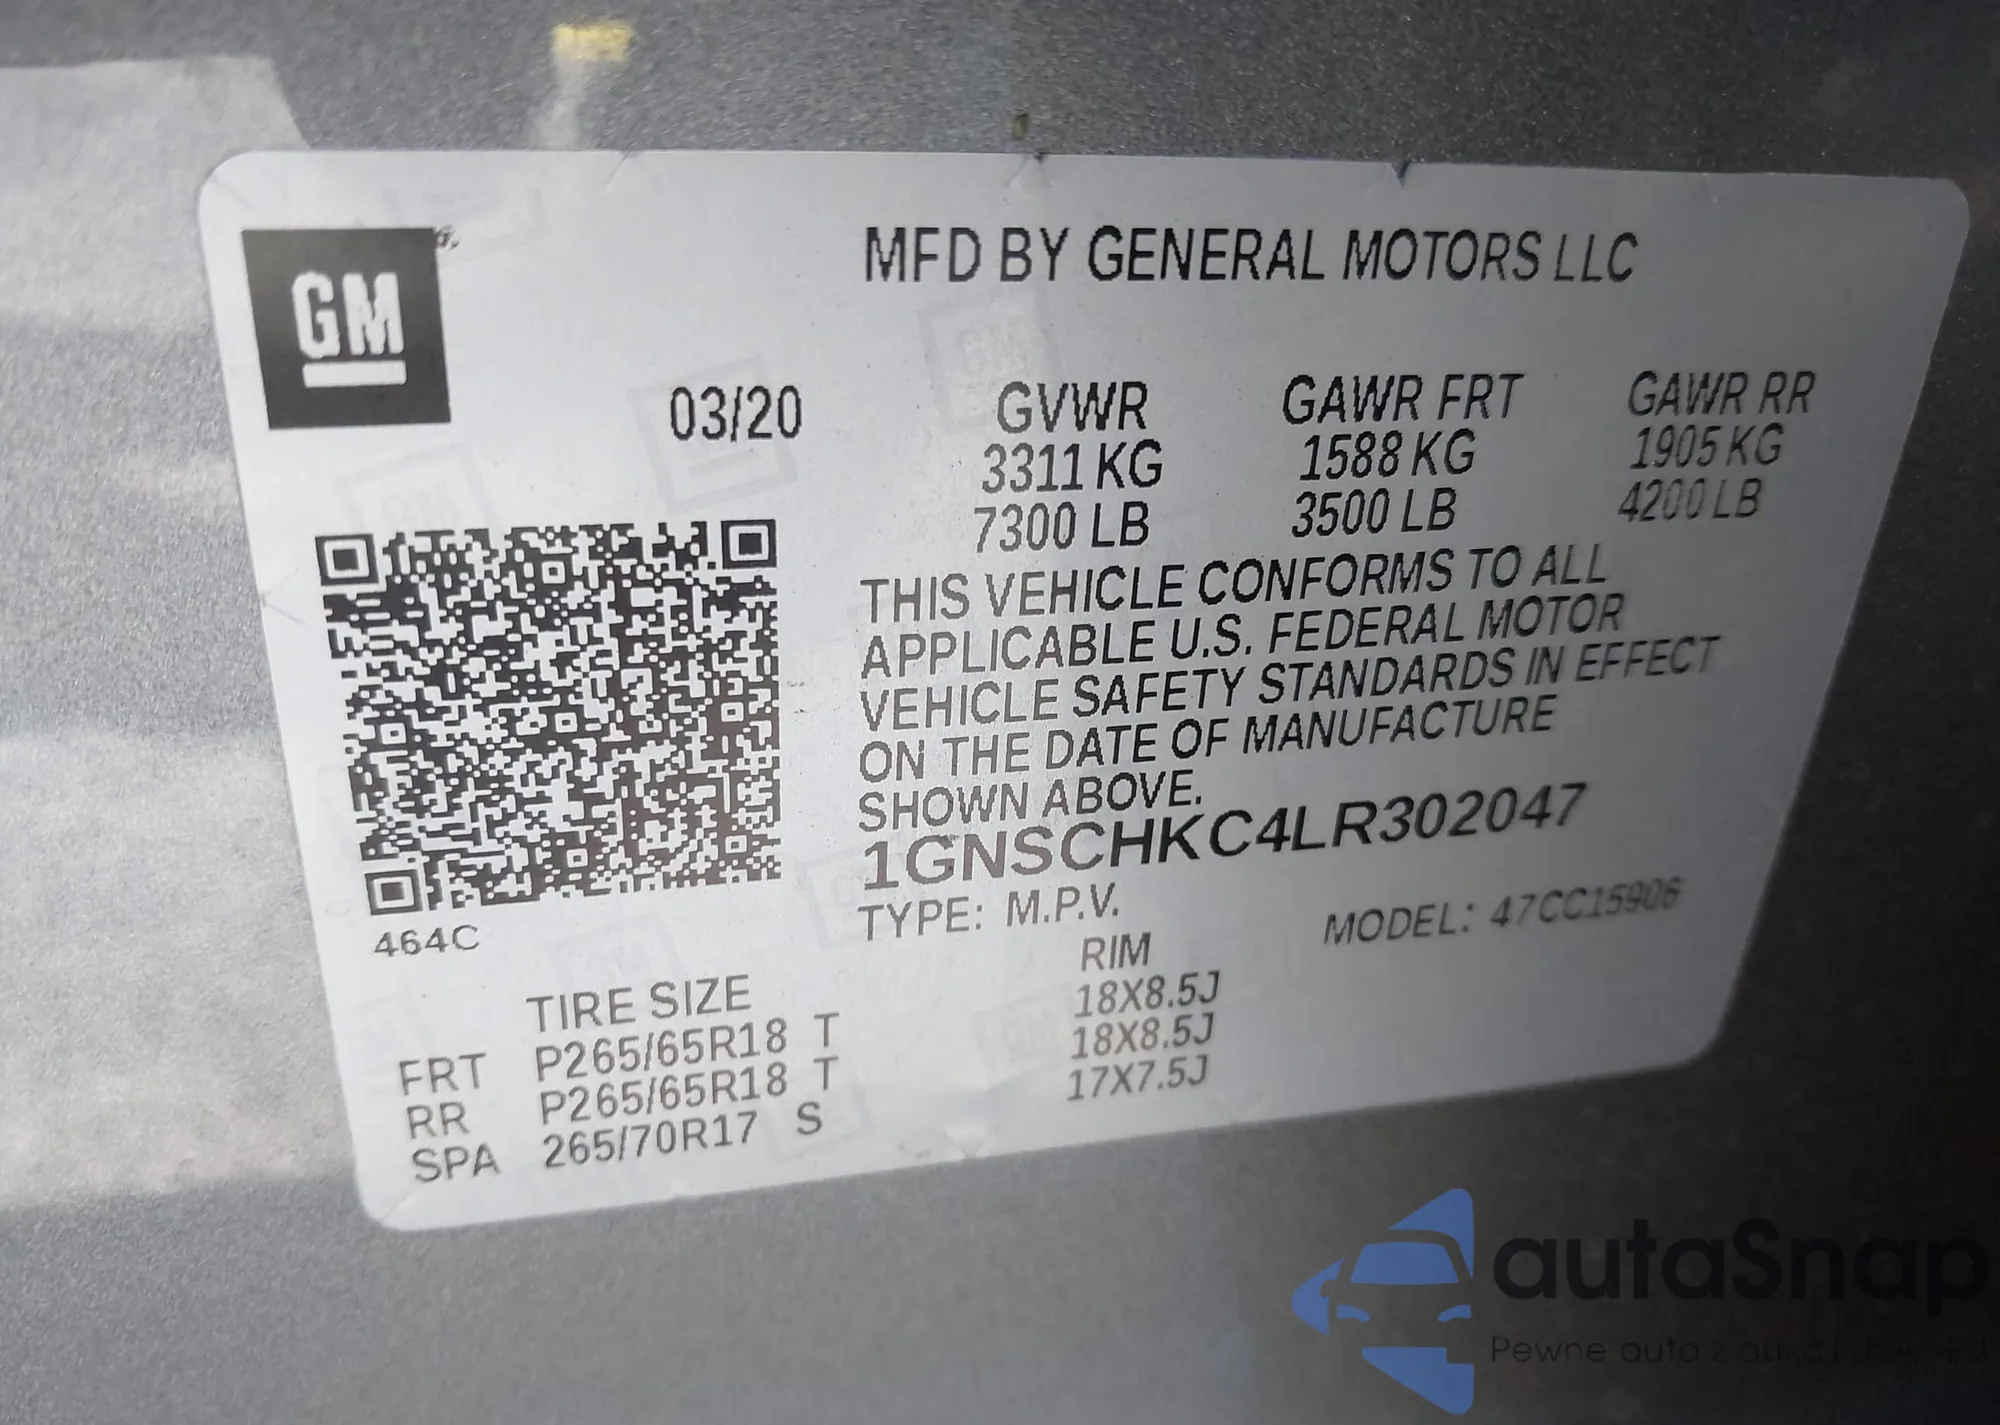 GM
MFD BY GENERAL MOTORS LLC
03/20
GVWR GAWR FRT GAWR RR
3311 KG 1588 KG 1905 KG
7300 LB 3500 LB 4200 LB
THIS VEHICLE CONFORMS TO ALL
APPLICABLE U.S. FEDERAL MOTOR
VEHICLE SAFETY STANDARDS IN EFFECT
ON THE DATE OF MANUFACTURE
SHOWN ABOVE.
1GNSCHKC4LR302047
TYPE: M.P.V. MODEL: 47CC15906
464C
TIRE SIZE RIM
FRT P265/65R18 T 18X8.5J
RR P265/65R18 T 18X8.5J
SPA 265/70R17 S 17X7.5J
autaSnap
Pewne auta z